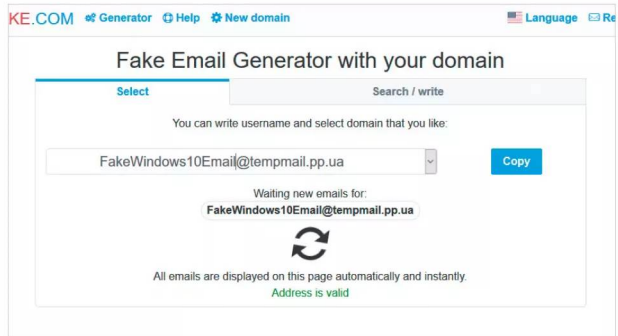 KE.COM Generator Help New domain Language Re
Fake Email Generator with your domain
Select Search / write
You can write username and select domain that you like:
FakeWindows10Email@tempmail.pp.ua Copy
Waiting new emails for:
FakeWindows10Email@tempmail.pp.ua
All emails are displayed on this page automatically and instantly.
Address is valid